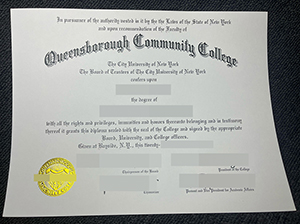 In pursuance of the authority vested in it by the Laws of the State of New York
and upon recommendation of the Faculty of
Queensborough Community College
The City University of New York
The Board of Trustees of The City University of New York
confers upon
the degree of
with all the rights and privileges, immunities and honors thereunto belonging and in testimony
thereof it grants this diploma sealed with the seal of the College and signed by the appropriate
Board, University, and College officers.
Given at Bayside, N.Y., this twenty-
Chairperson of the Board
President of the College
Chancellor